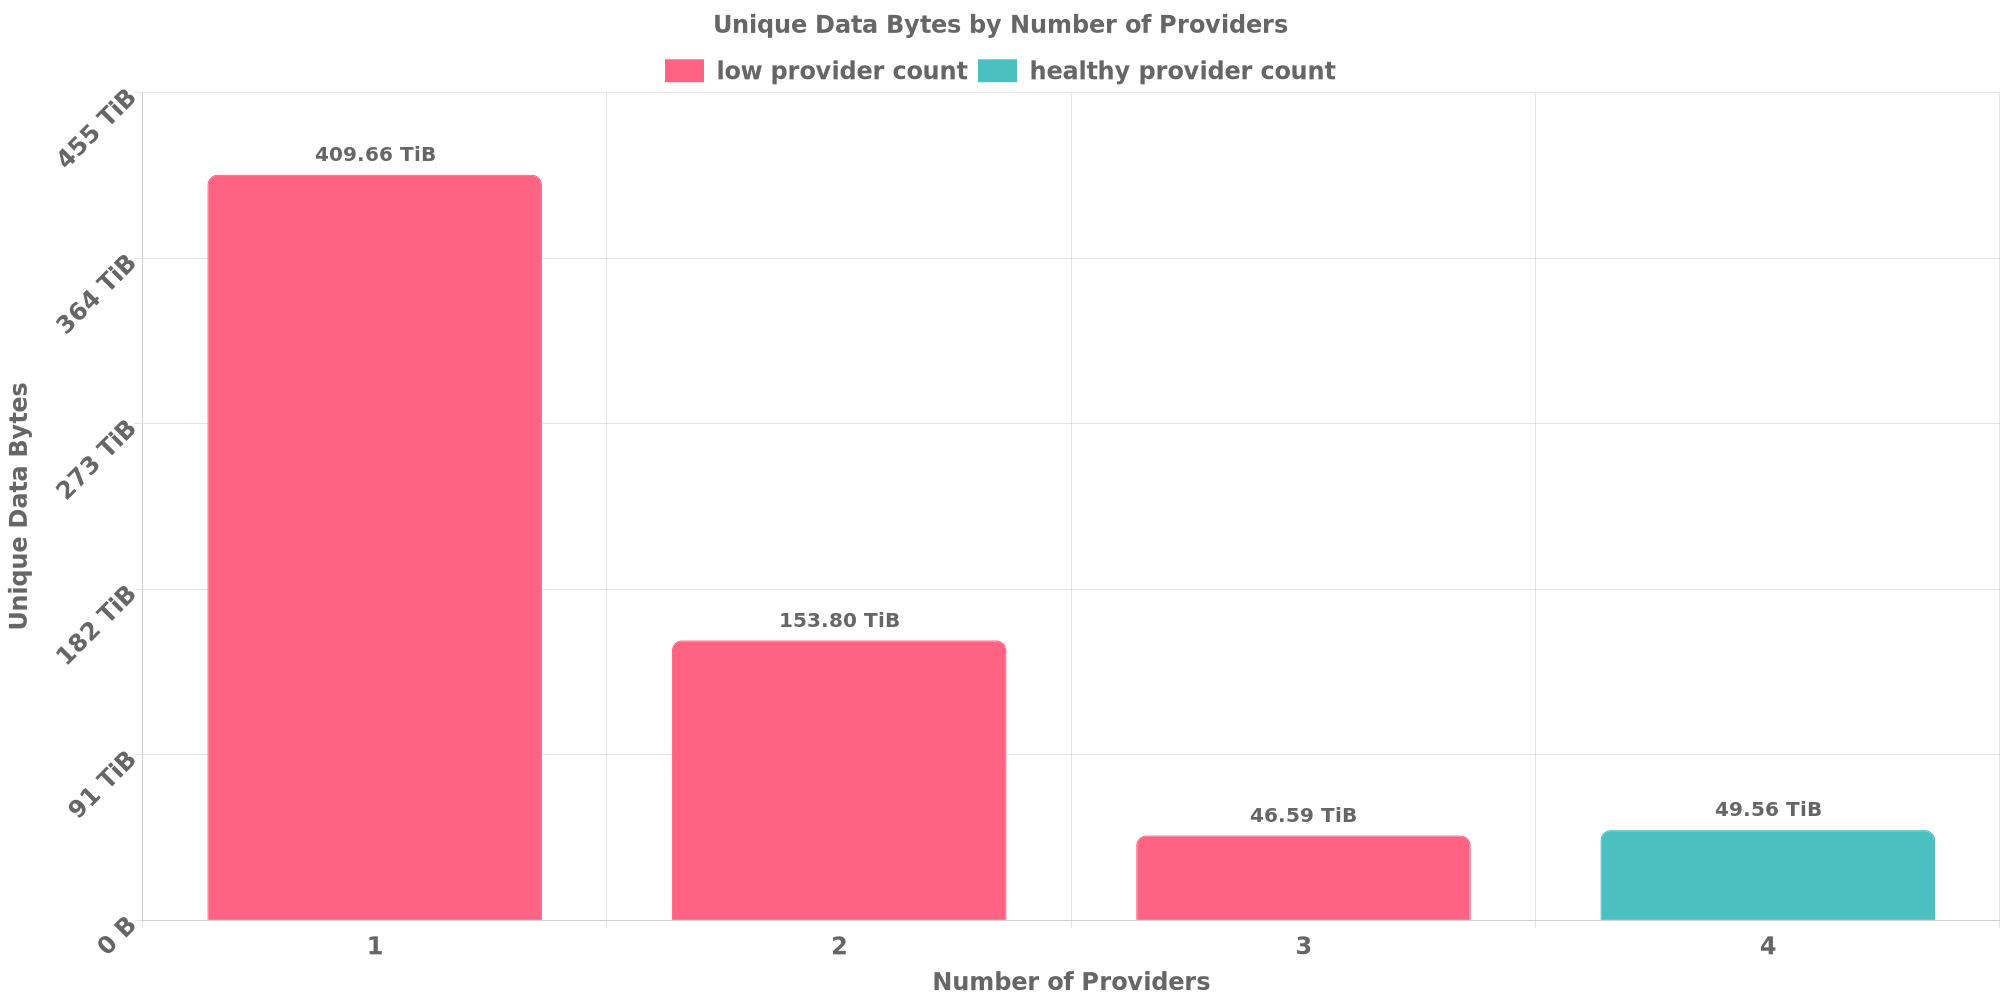 Unique Data Bytes by Number of Providers
low provider count healthy provider count
455 TiB
364 TiB
273 TiB
182 TiB
91 TiB
0 B
Unique Data Bytes
409.66 TiB
153.80 TiB
46.59 TiB
49.56 TiB
1 2 3 4
Number of Providers